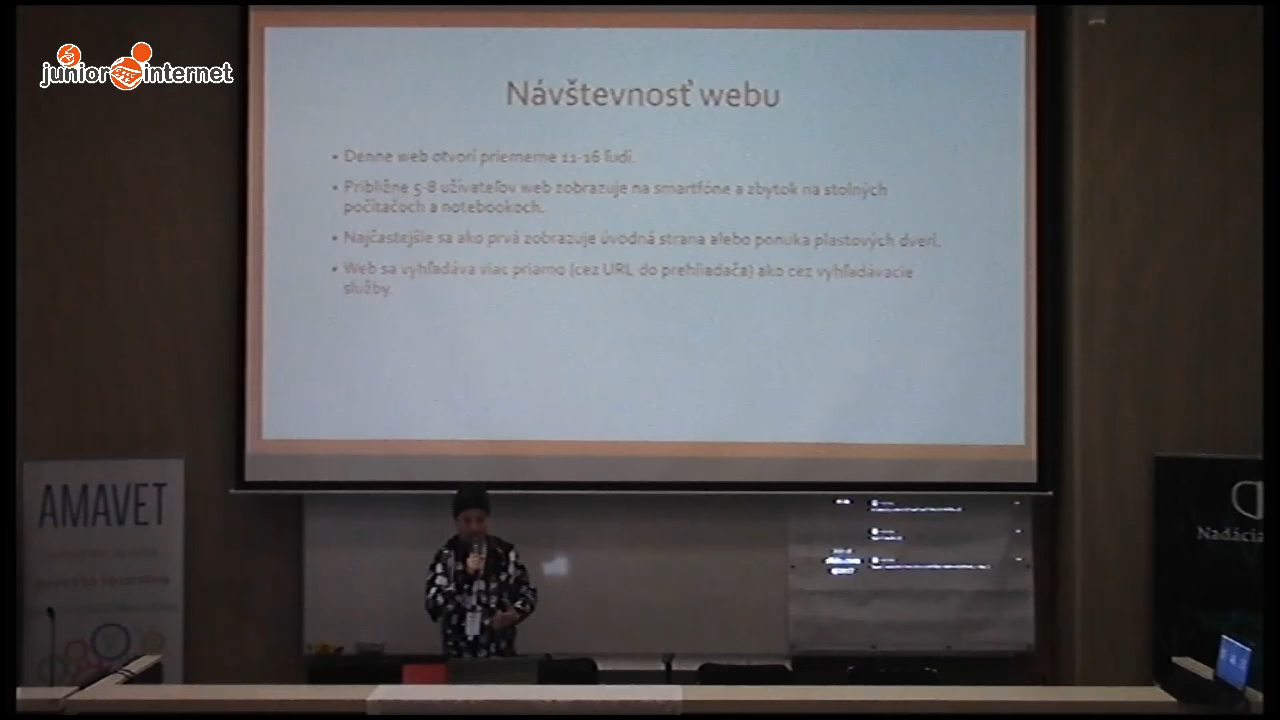 junior internet
Návštevnosť webu
• Denne web otvorí priemerne 11-16 ľudí.
• Približne 5-8 užívateľov web zobrazuje na smartfóne a zbytok na stolných
počítačoch a notebookoch.
• Najčastejšie sa ako prvá zobrazuje úvodná strana alebo ponuka plastových dverí.
• Web sa vyhľadáva viac priamo (cez URL do prehliadača) ako cez vyhľadávacie
služby.
AMAVET
Nadácia